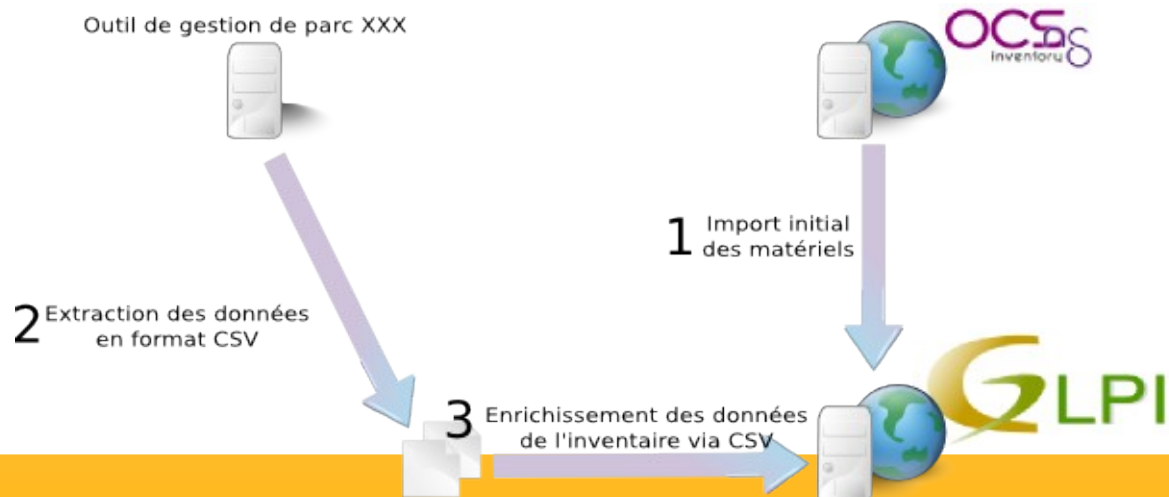 Outil de gestion de parc XXX
OCSng
inventory
1 Import initial
des matériels
2 Extraction des données
en format CSV
3 Enrichissement des données
de l'inventaire via CSV
GLPI